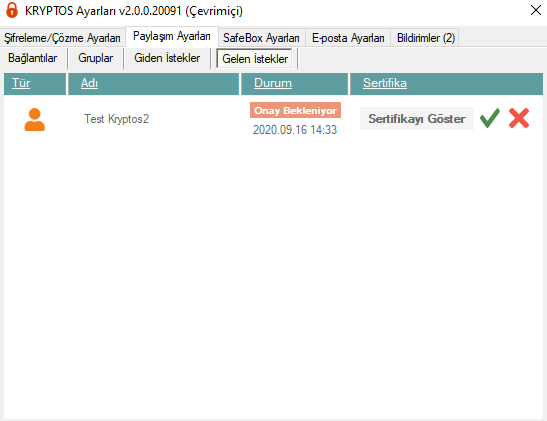 KRYPTOS Ayarları v2.0.0.20091 (Çevrimiçi)
Şifreleme/Çözme Ayarları Paylaşım Ayarları SafeBox Ayarları E-posta Ayarları Bildirimler (2)
Bağlantılar Gruplar Giden İstekler Gelen İstekler
Tür Adı Durum Sertifika
Test Kryptos2 Onay Bekleniyor Sertifikayı Göster
2020.09.16 14:33